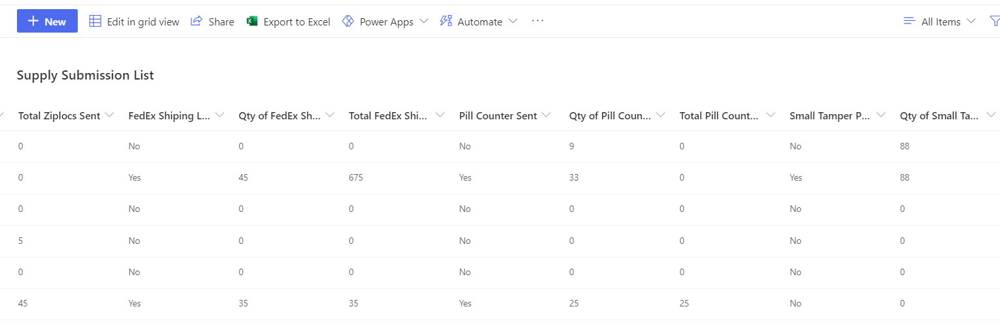 New Edit in grid view Share Export to Excel Power Apps Automate ... All Items
Supply Submission List
Total Ziplocs Sent FedEx Shiping L... Qty of FedEx Sh... Total FedEx Shi... Pill Counter Sent Qty of Pill Coun... Total Pill Count... Small Tamper P... Qty of Small Ta...
0 No 0 0 No 9 0 No 88
0 Yes 45 675 Yes 33 0 Yes 88
0 No 0 0 No 0 0 No 0
5 No 0 0 No 0 0 No 0
0 No 0 0 No 0 0 No 0
45 Yes 35 35 Yes 25 25 No 0